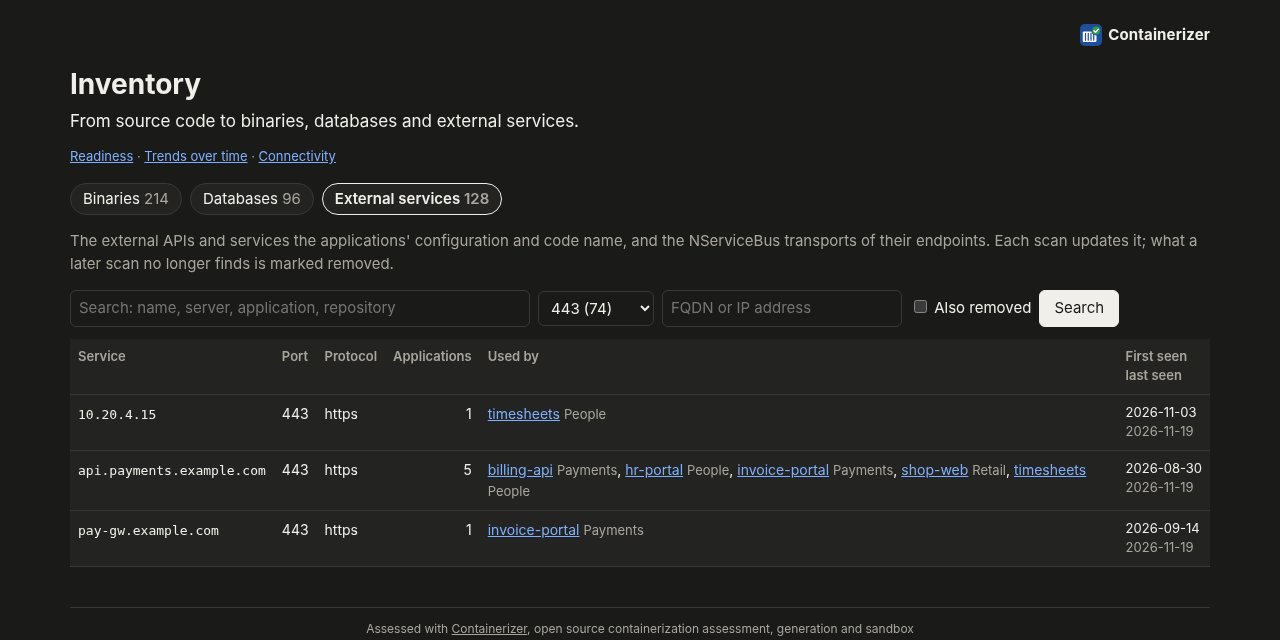 Containerizer
Inventory
From source code to binaries, databases and external services.
Readiness · Trends over time · Connectivity
Binaries 214 Databases 96 External services 128
The external APIs and services the applications' configuration and code name, and the NServiceBus transports of their endpoints. Each scan updates it; what a
later scan no longer finds is marked removed.
Search: name, server, application, repository 443 (74) FQDN or IP address Also removed Search
Service Port Protocol Applications Used by First seen
last seen
10.20.4.15 443 https 1 timesheets People 2026-11-03
2026-11-19
api.payments.example.com 443 https 5 billing-api Payments, hr-portal People, invoice-portal Payments, shop-web Retail, timesheets 2026-08-30
People 2026-11-19
pay-gw.example.com 443 https 1 invoice-portal Payments 2026-09-14
2026-11-19
Assessed with Containerizer, open source containerization assessment, generation and sandbox